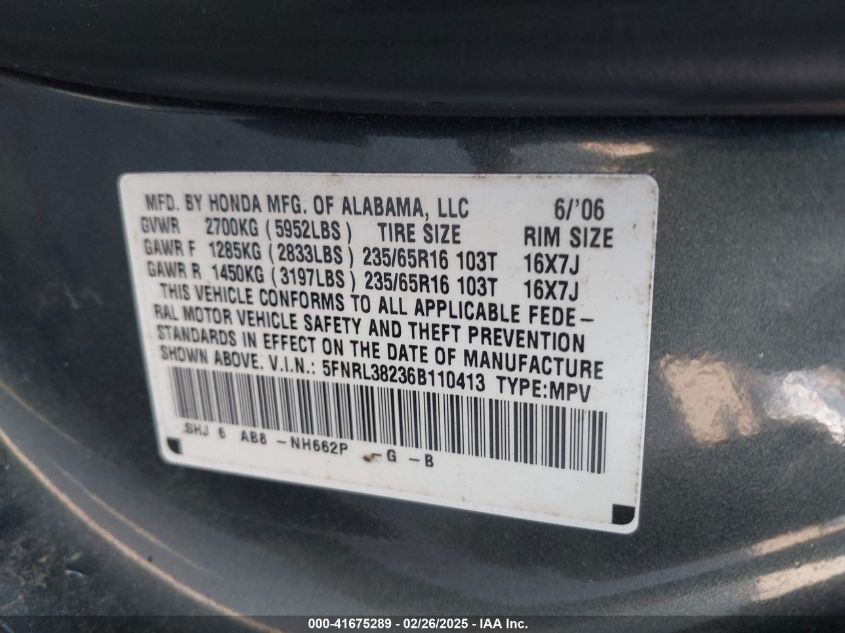 MFD. BY HONDA MFG. OF ALABAMA, LLC 6/'06
GVWR 2700KG (5952LBS) TIRE SIZE RIM SIZE
GAWR F 1285KG (2833LBS) 235/65R16 103T 16X7J
GAWR R 1450KG (3197LBS) 235/65R16 103T 16X7J
THIS VEHICLE CONFORMS TO ALL APPLICABLE FEDE-
RAL MOTOR VEHICLE SAFETY AND THEFT PREVENTION
STANDARDS IN EFFECT ON THE DATE OF MANUFACTURE
SHOWN ABOVE. V.I.N.: 5FNRL38236B110413 TYPE:MPV
SHJ 6 AB8 -NH662P -G -B
000-41675289 - 02/26/2025 - IAA Inc.